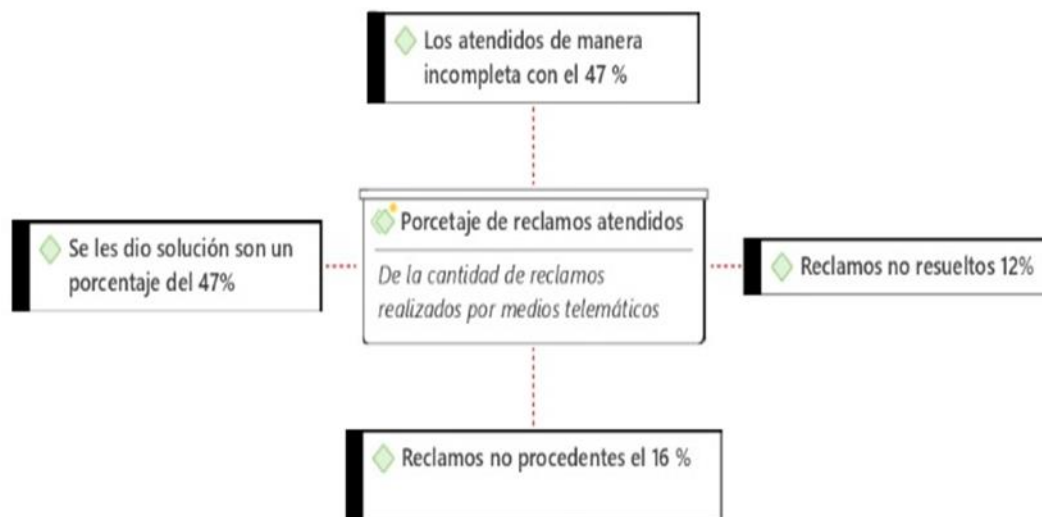 Los atendidos de manera
incompleta con el 47 %
Se les dio solución son un
porcentaje del 47%
Porcetaje de reclamos atendidos
De la cantidad de reclamos
realizados por medios telemáticos
Reclamos no resueltos 12%
Reclamos no procedentes el 16 %